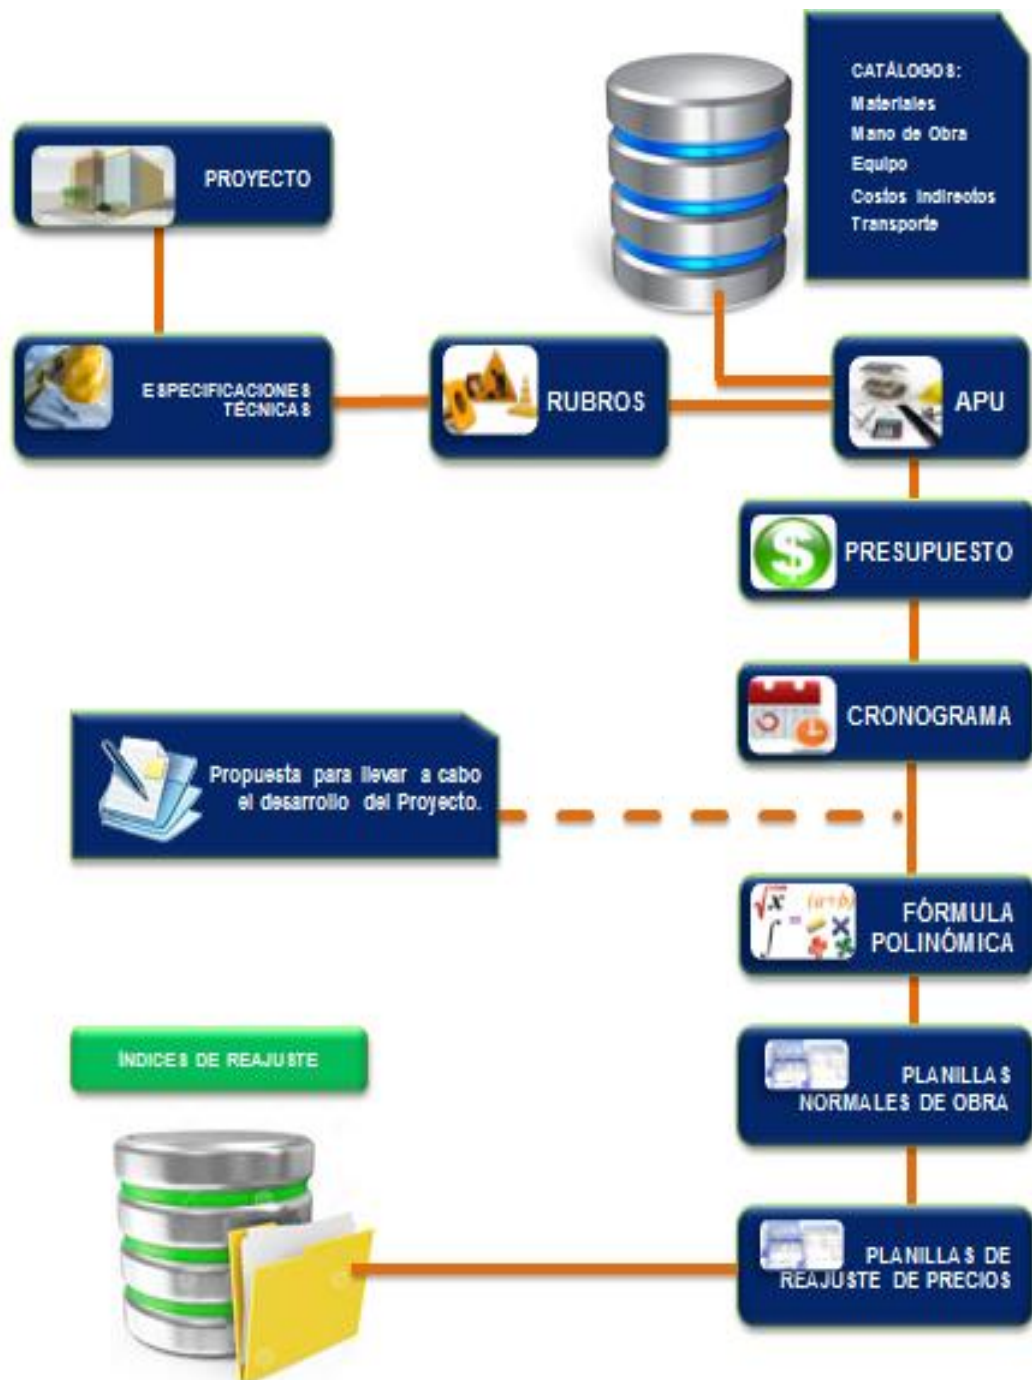 CATÁLOGOS:
Materiales
Mano de Obra
Equipo
Costos Indirectos
Transporte
PROYECTO
ESPECIFICACIONES
TÉCNICAS
RUBROS
APU
$
PRESUPUESTO
CRONOGRAMA
Propuesta para llevar a cabo
el desarrollo del Proyecto.
√x
(a+b)
∫ = - ×
+
FÓRMULA
POLINÓMICA
ÍNDICES DE REAJUSTE
PLANILLAS
NORMALES DE OBRA
PLANILLAS DE
REAJUSTE DE PRECIOS